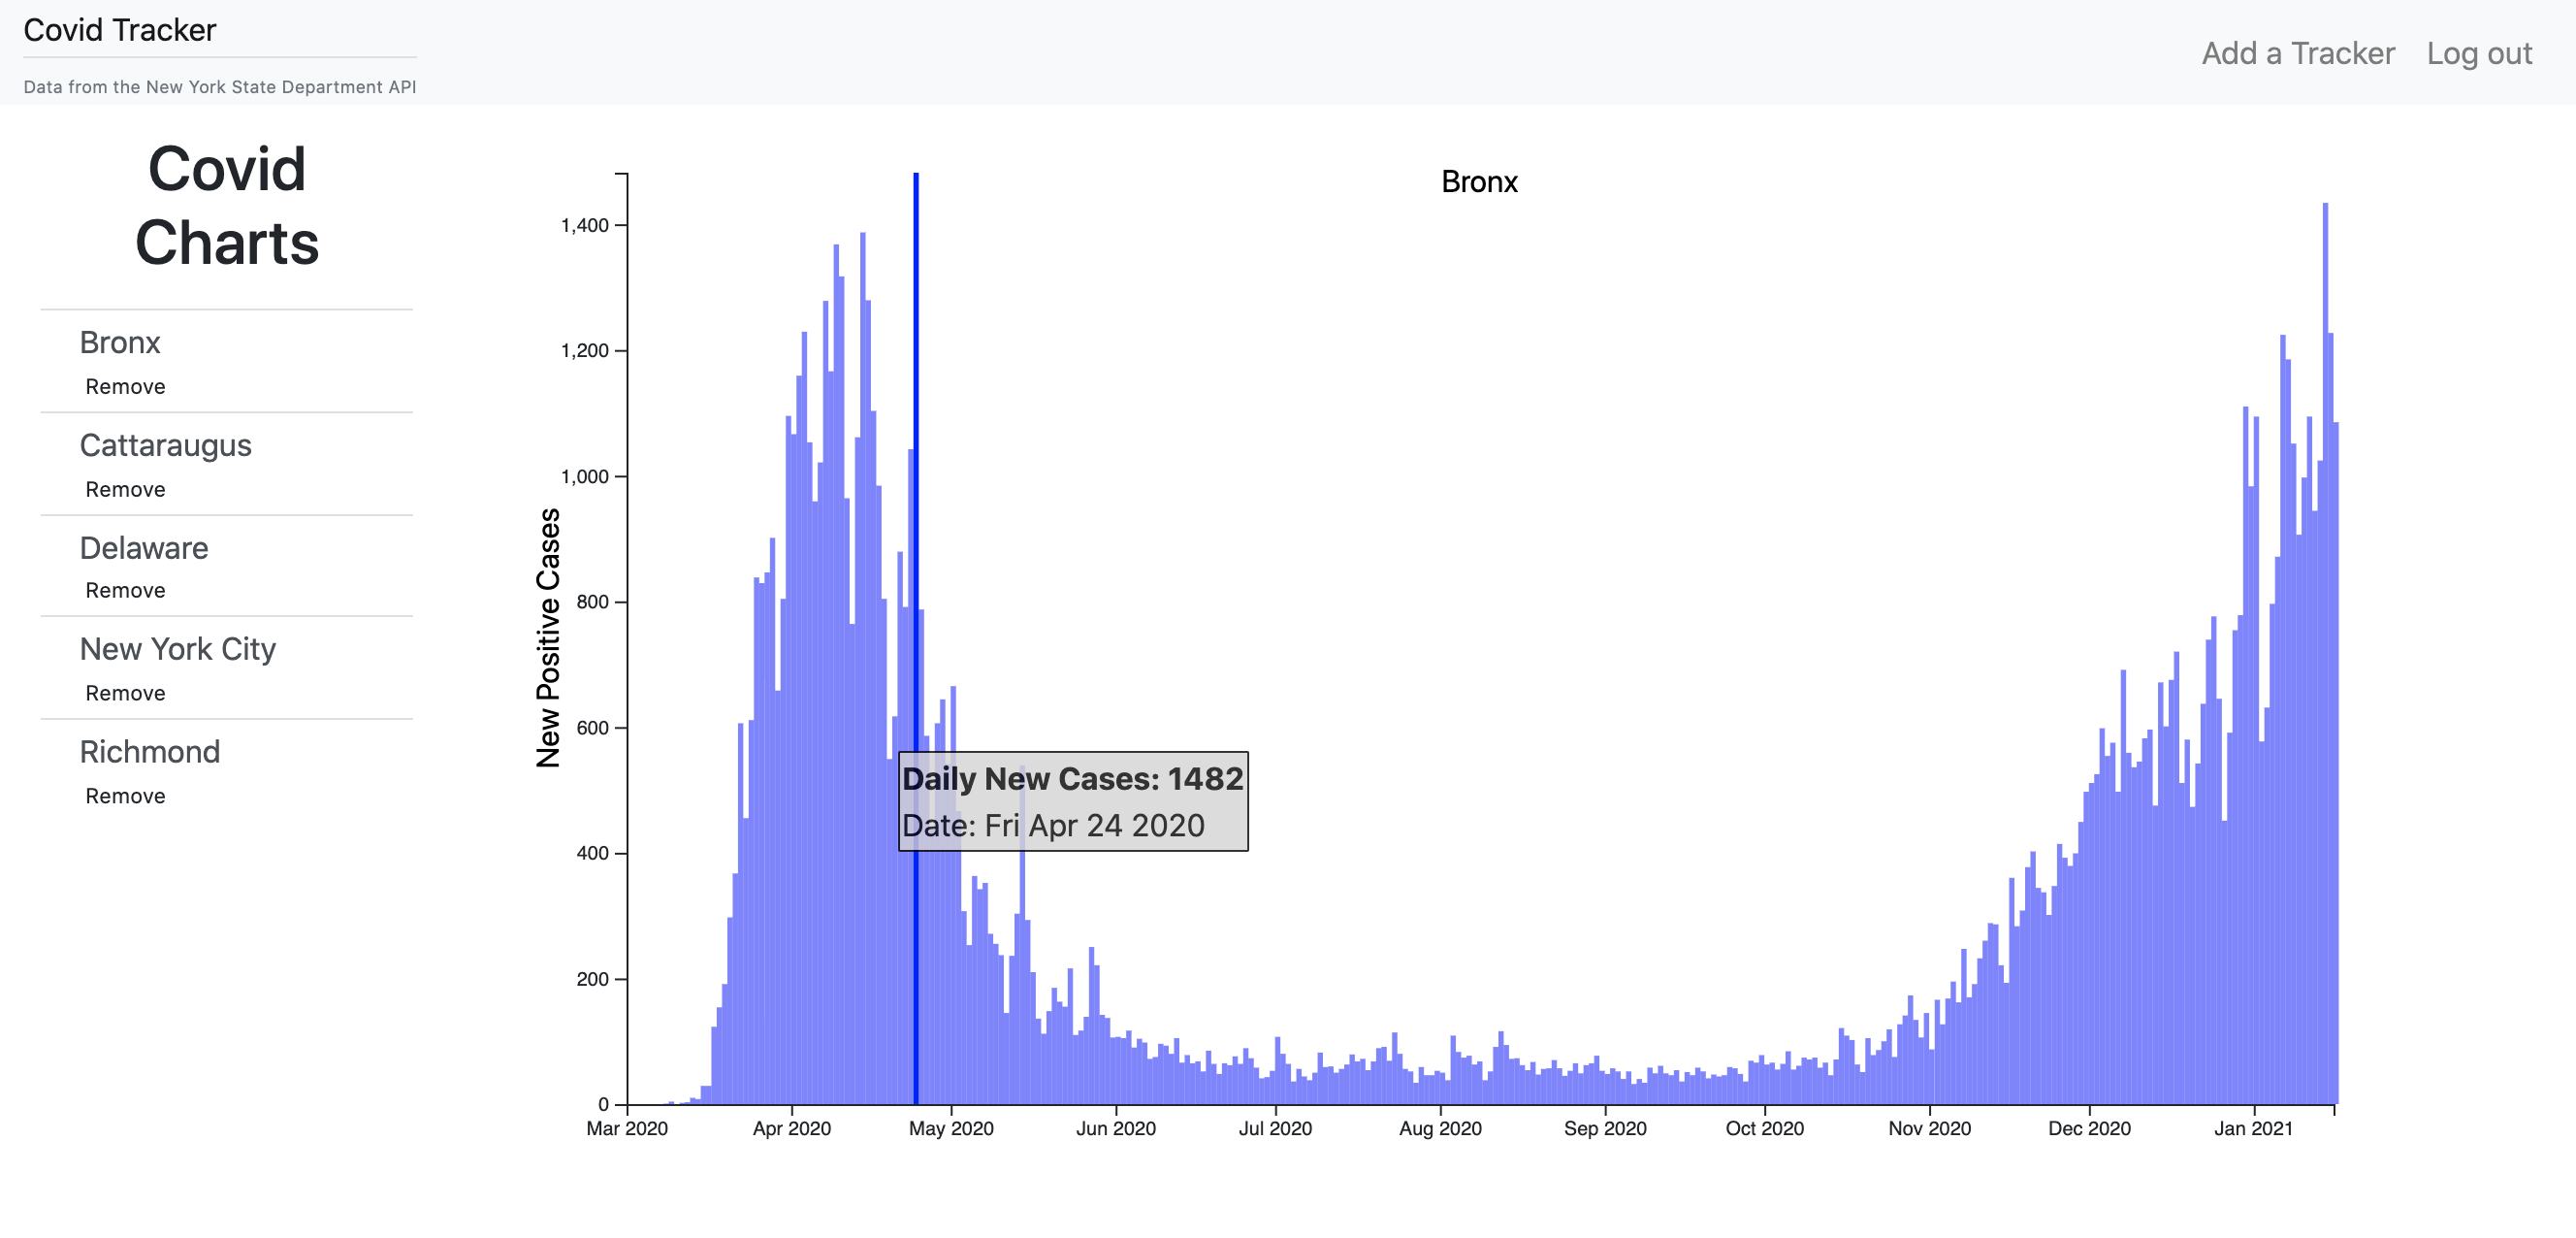 Covid Tracker
Data from the New York State Department API
Add a Tracker
Log out
Covid
Charts
Bronx
Remove
Cattaraugus
Remove
Delaware
Remove
New York City
Remove
Richmond
Remove
Bronx
New Positive Cases
1,400
1,200
1,000
800
600
400
200
0
Daily New Cases: 1482
Date: Fri Apr 24 2020
Mar 2020
Apr 2020
May 2020
Jun 2020
Jul 2020
Aug 2020
Sep 2020
Oct 2020
Nov 2020
Dec 2020
Jan 2021